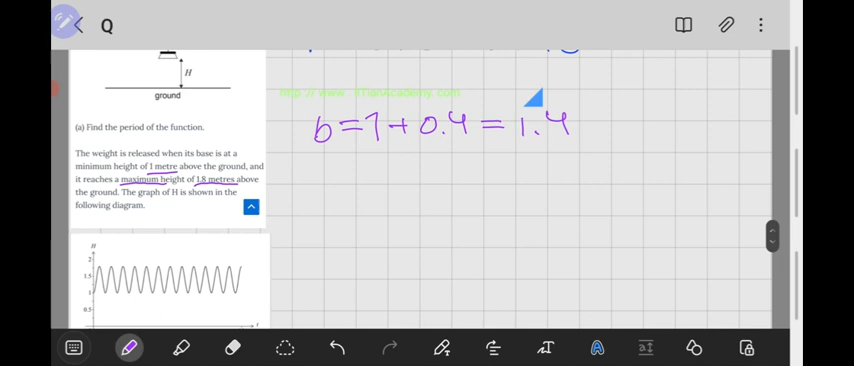 Q
H
ground
http://www.
b = 1 + 0.4 = 1.4
(a) Find the period of the function.
The weight is released when its base is at a
minimum height of 1 metre above the ground, and
it reaches a maximum height of 1.8 metres above
the ground. The graph of H is shown in the
following diagram.
H
2
1.5
1
0.5
t